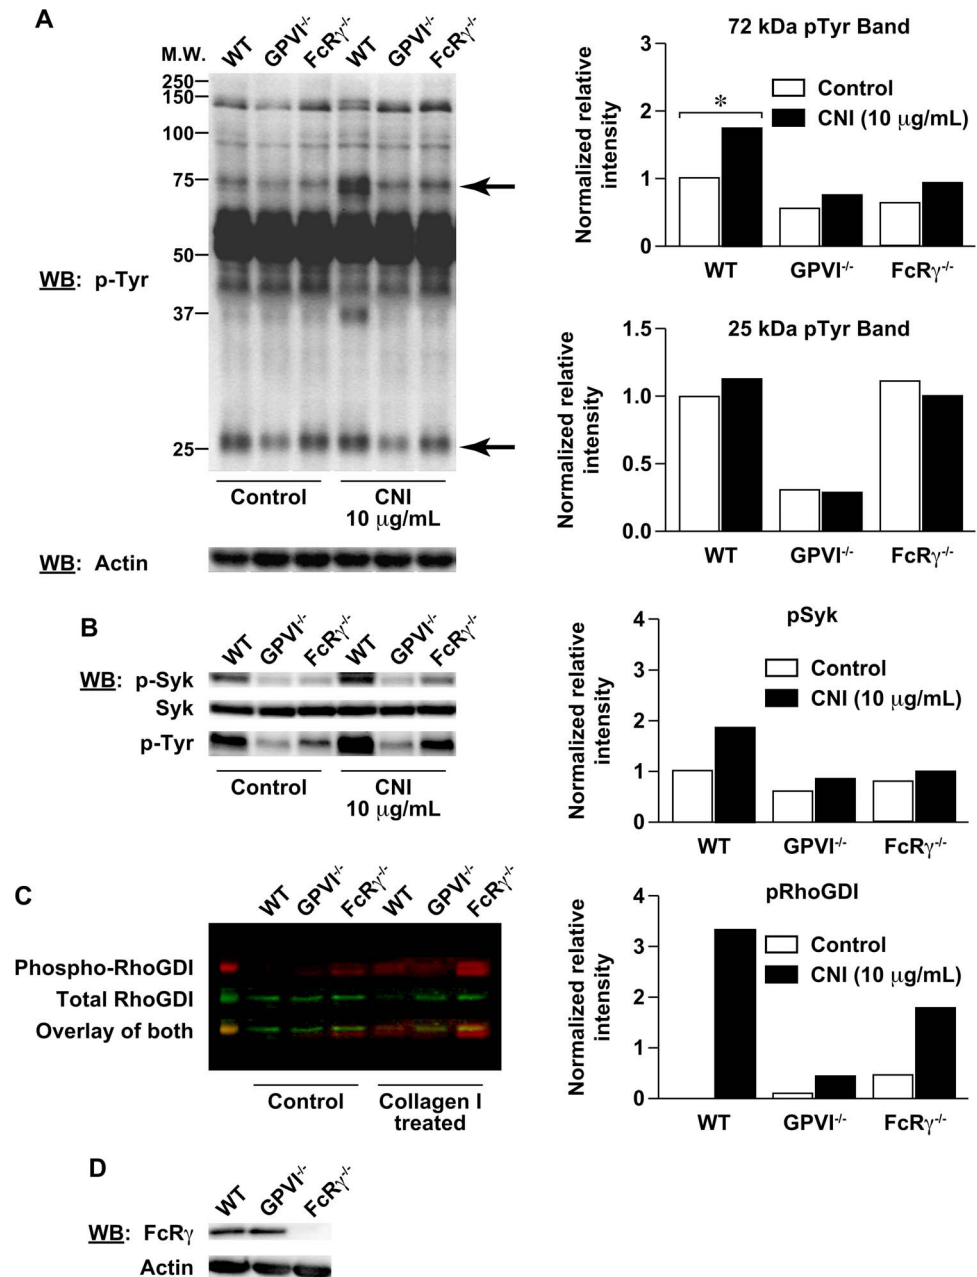 A
M.W.
WT GPVI-/- FcRγ-/- WT GPVI-/- FcRγ-/-
250
150
100
75
50
37
25
WB: p-Tyr
Control CNI
10 μg/mL
WB: Actin
72 kDa pTyr Band
Normalized relative
intensity
3
2
1
0
*
Control
CNI (10 μg/mL)
WT GPVI-/- FcRγ-/-
25 kDa pTyr Band
Normalized relative
intensity
1.5
1.0
0.5
0.0
WT GPVI-/- FcRγ-/-
B
WT GPVI-/- FcRγ-/- WT GPVI-/- FcRγ-/-
WB: p-Syk
Syk
p-Tyr
Control CNI
10 μg/mL
pSyk
Normalized relative
intensity
4
3
2
1
0
Control
CNI (10 μg/mL)
WT GPVI-/- FcRγ-/-
C
WT GPVI-/- FcRγ-/- WT GPVI-/- FcRγ-/-
Phospho-RhoGDI
Total RhoGDI
Overlay of both
Control Collagen I
treated
pRhoGDI
Normalized relative
intensity
4
3
2
1
0
Control
CNI (10 μg/mL)
WT GPVI-/- FcRγ-/-
D
WT GPVI-/- FcRγ-/-
WB: FcRγ
Actin